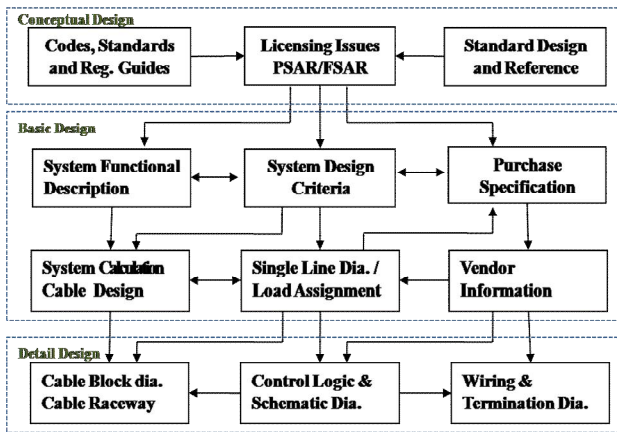 Conceptual Design
Codes, Standards
and Reg. Guides
Licensing Issues
PSAR/FSAR
Standard Design
and Reference
Basic Design
System Functional
Description
System Design
Criteria
Purchase
Specification
System Calculation
Cable Design
Single Line Dia. /
Load Assignment
Vendor
Information
Detail Design
Cable Block dia.
Cable Raceway
Control Logic &
Schematic Dia.
Wiring &
Termination Dia.